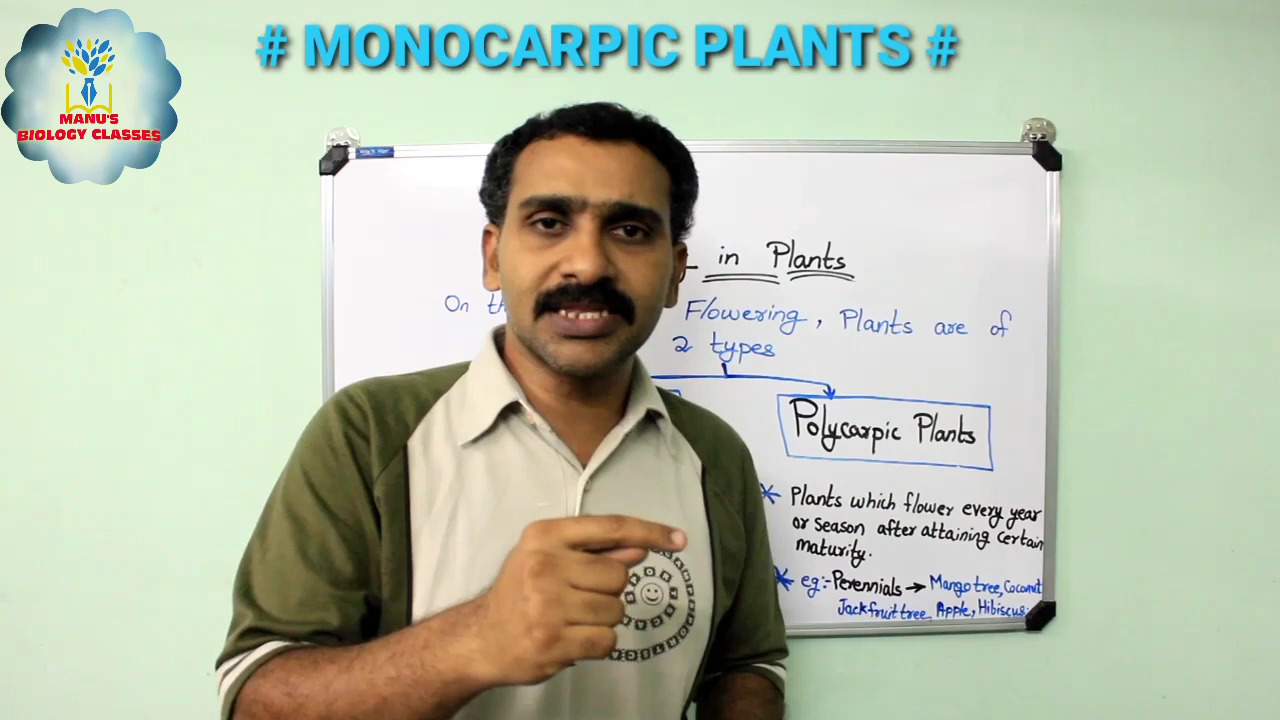 # MONOCARPIC PLANTS #
MANU'S
BIOLOGY CLASSES
in Plants
On th Flowering, Plants are of
2 types
Polycarpic Plants
* Plants which flower every year
or season after attaining certain
maturity.
* eg:- Perennials → Mango tree, Coconut
Jackfruit tree, Apple, Hibiscus.